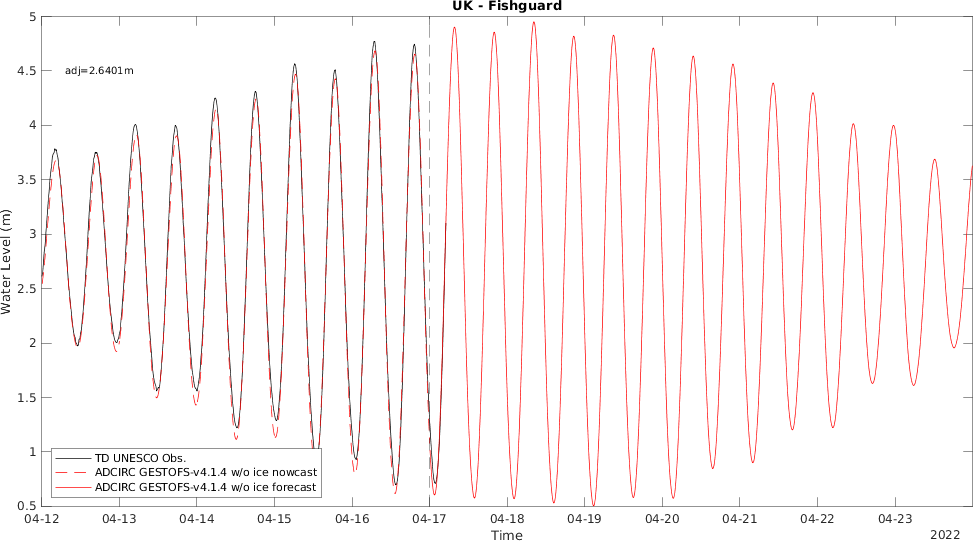 UK - Fishguard
5
4.5
4
3.5
3
2.5
2
1.5
1
0.5
Water Level (m)
adj=2.6401m
TD UNESCO Obs.
ADCIRC GESTOFS-v4.1.4 w/o ice nowcast
ADCIRC GESTOFS-v4.1.4 w/o ice forecast
04-12 04-13 04-14 04-15 04-16 04-17 04-18 04-19 04-20 04-21 04-22 04-23
Time
2022